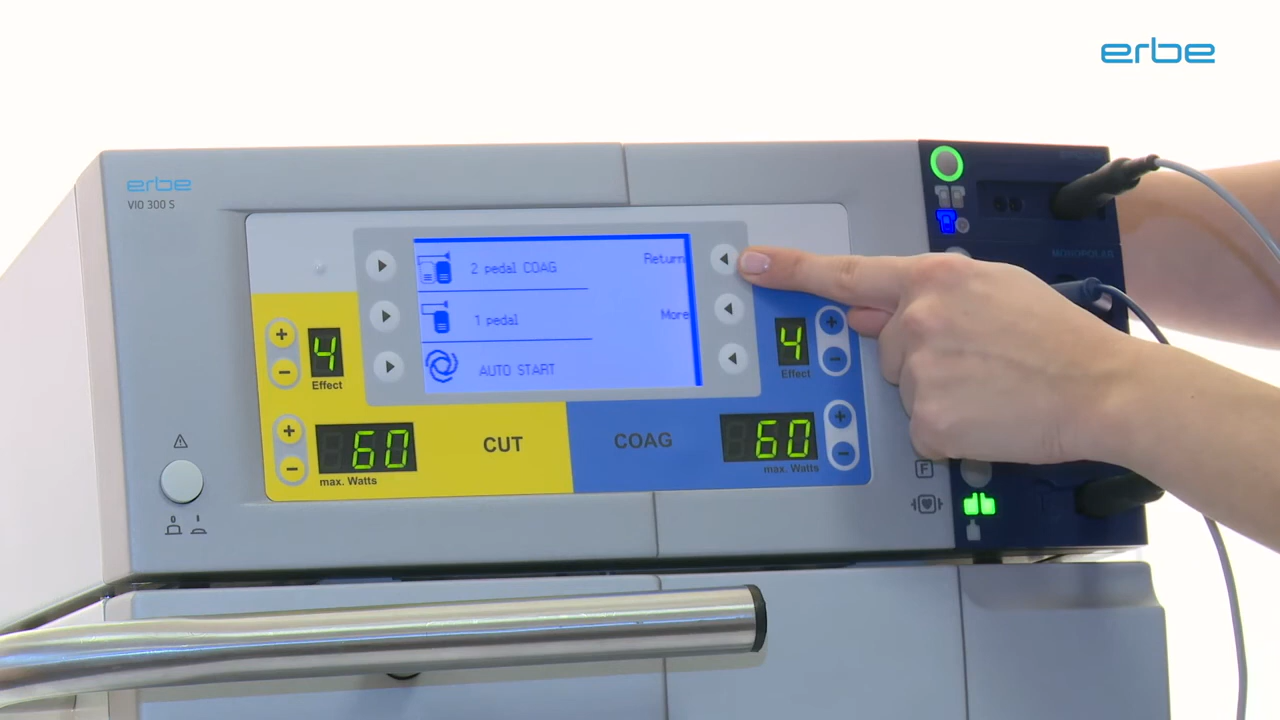 erbe
erbe
VIO 300 S
2 pedal COAG
Return
1 pedal
More
AUTO START
4
Effect
4
Effect
60
max. Watts
CUT
COAG
60
max. Watts
MONOPOLAR
F